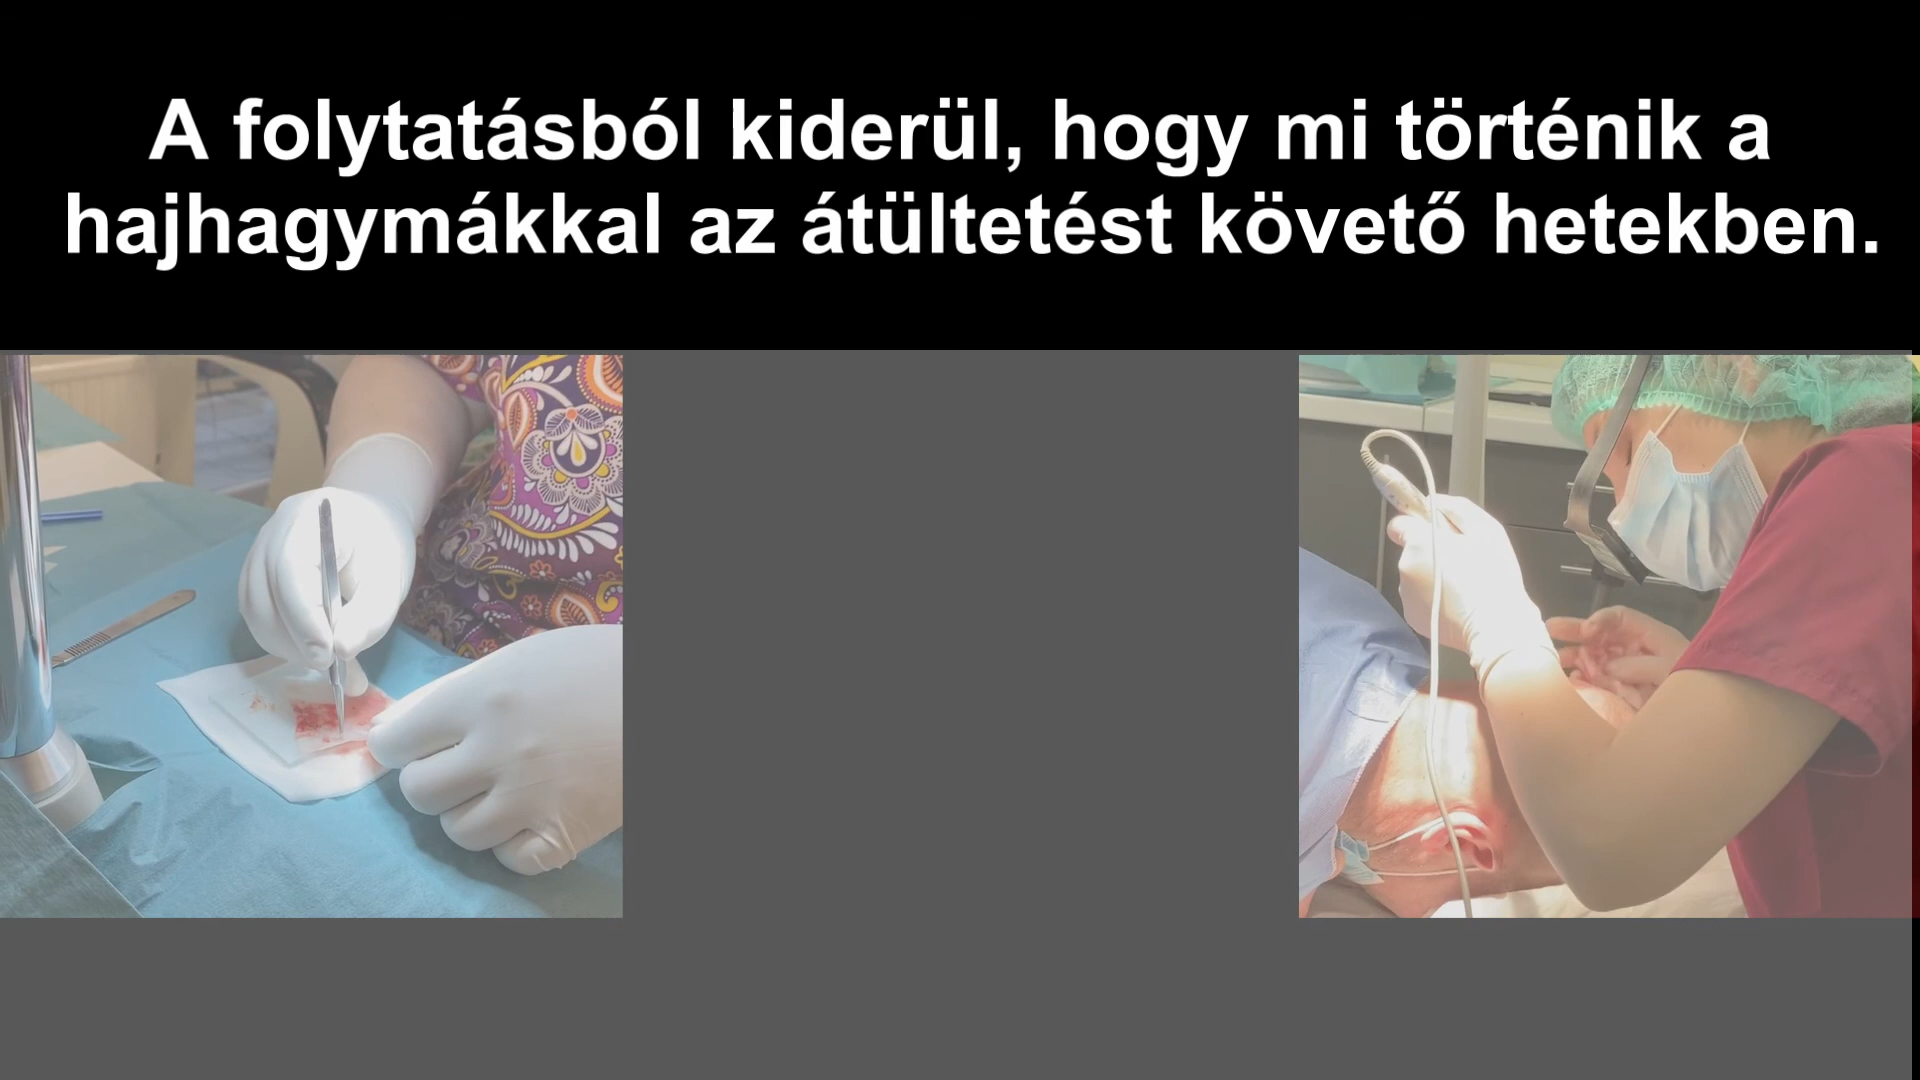 A folytatásból kiderül, hogy mi történik a
hajhagymákkal az átültetést követő hetekben.